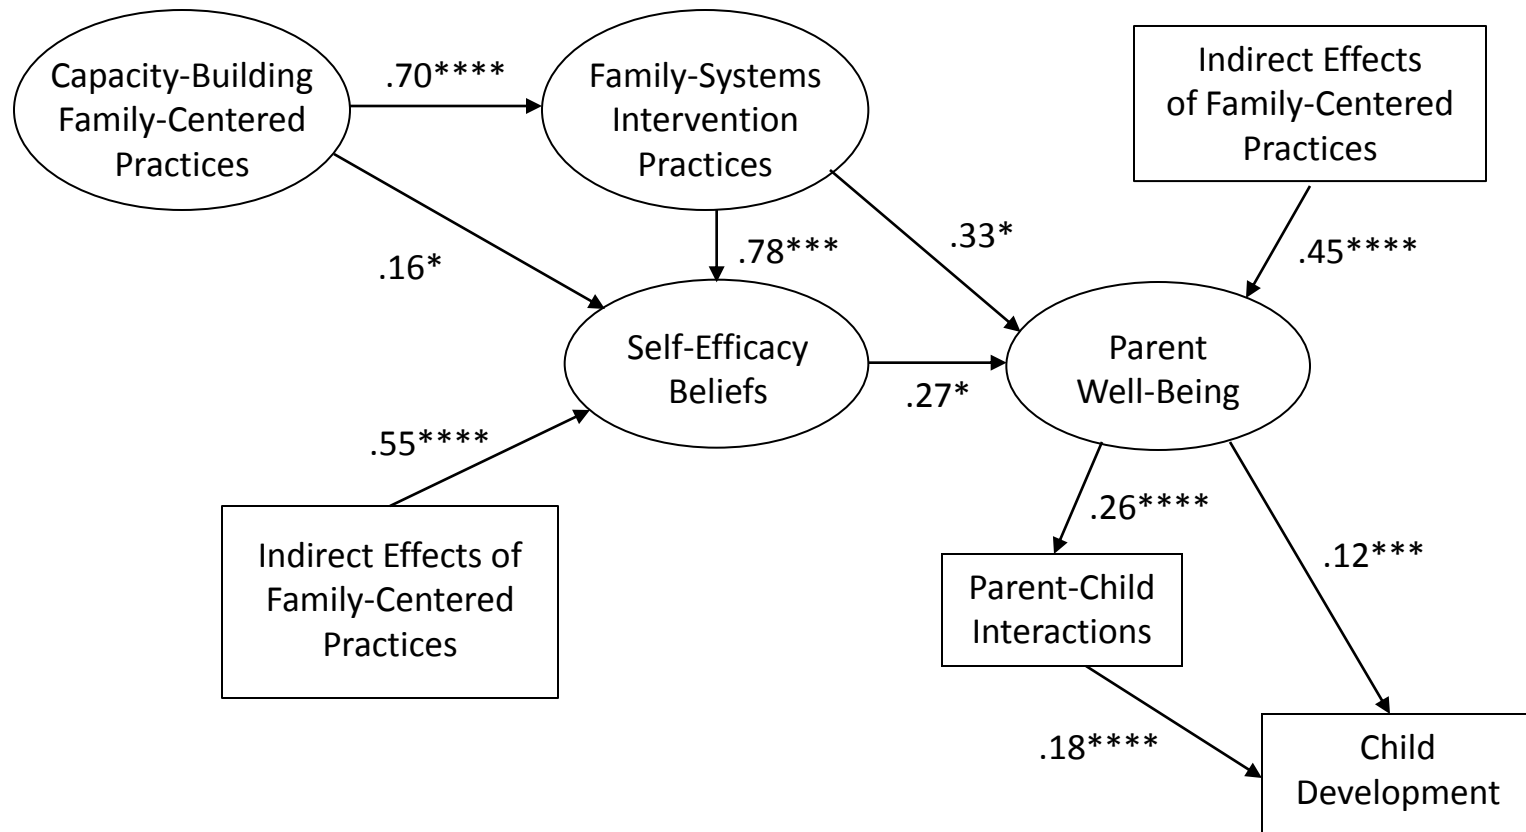 Capacity-Building
Family-Centered
Practices
.70****
Family-Systems
Intervention
Practices
Indirect Effects
of Family-Centered
Practices
.16*
.78***
.33*
.45****
Self-Efficacy
Beliefs
.27*
Parent
Well-Being
.55****
Indirect Effects of
Family-Centered
Practices
.26****
.12***
Parent-Child
Interactions
.18****
Child
Development